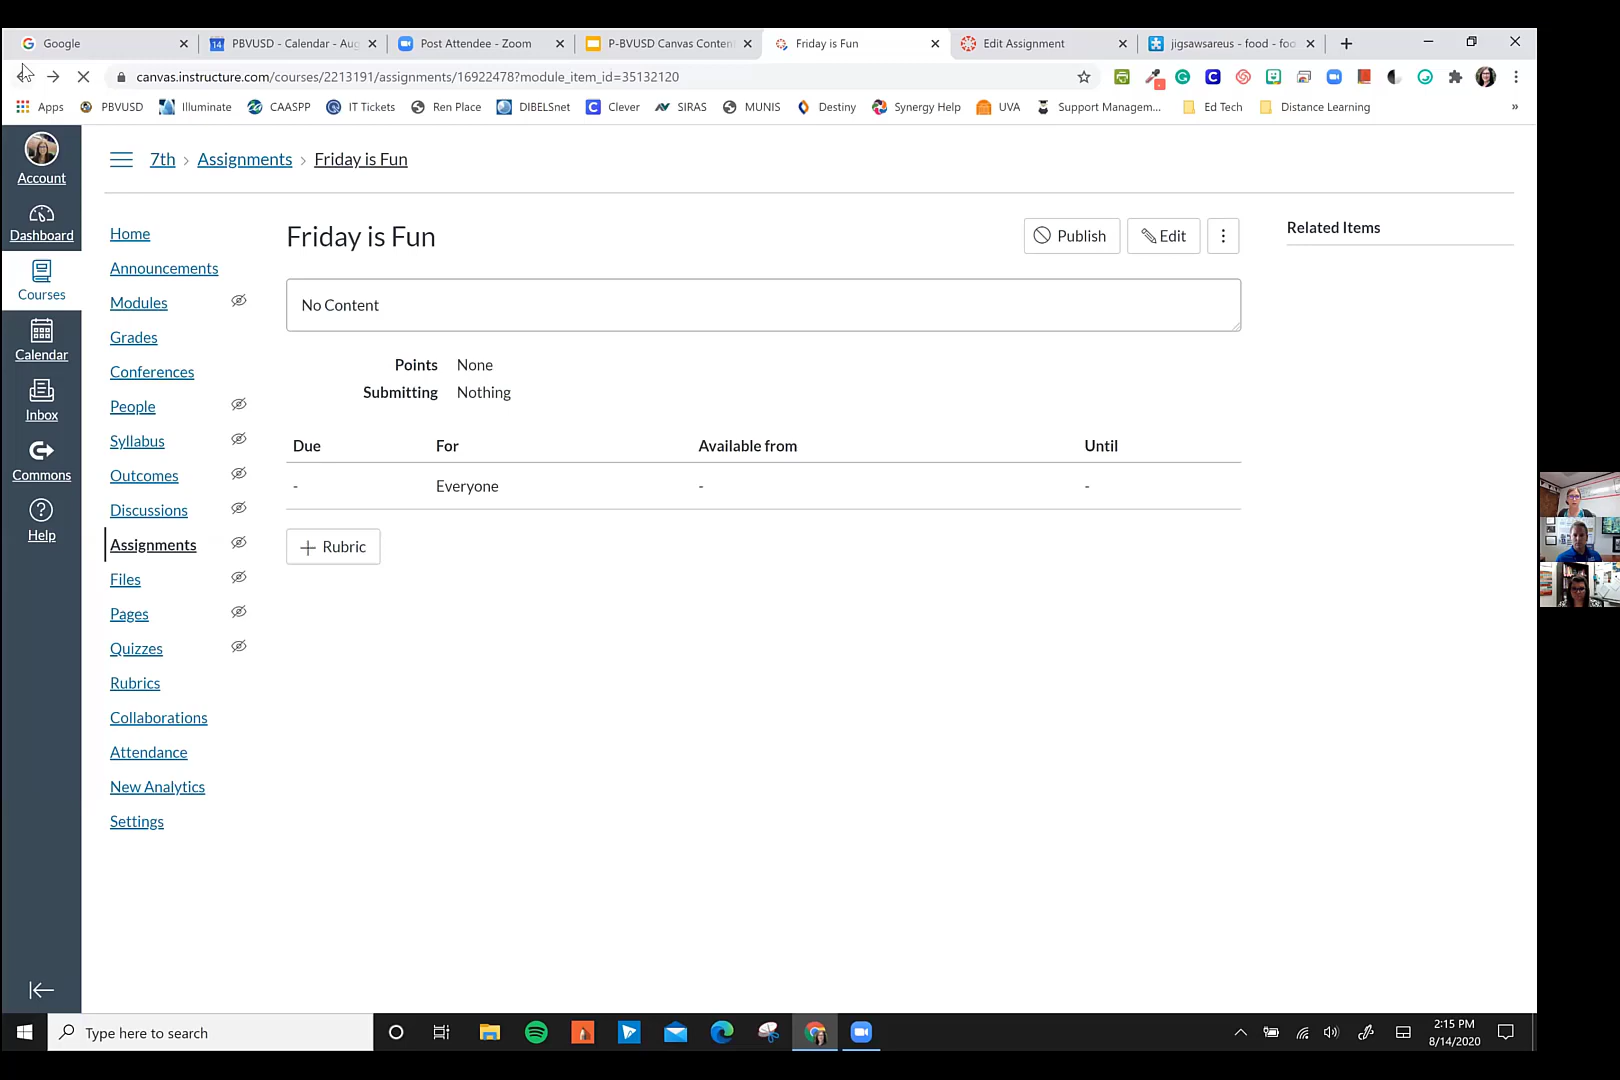 Google
14
PBVUSD - Calendar - Aug
Post Attendee - Zoom
P-BVUSD Canvas Conten
Friday is Fun
Edit Assignment
jigsawsareus - food - foo
canvas.instructure.com/courses/2213191/assignments/16922478?module_item_id=35132120
Apps
PBVUSD
Illuminate
CAASPP
IT Tickets
Ren Place
DIBELSnet
Clever
SIRAS
MUNIS
Destiny
Synergy Help
UVA
Support Managem...
Ed Tech
Distance Learning
»
Account
Dashboard
Courses
Calendar
Inbox
Commons
Help
7th > Assignments > Friday is Fun
Home
Announcements
Modules
Grades
Conferences
People
Syllabus
Outcomes
Discussions
Assignments
Files
Pages
Quizzes
Rubrics
Collaborations
Attendance
New Analytics
Settings
Friday is Fun
Publish
Edit
No Content
Points None
Submitting Nothing
Due For Available from Until
- Everyone - -
+ Rubric
Related Items
Type here to search
2:15 PM
8/14/2020